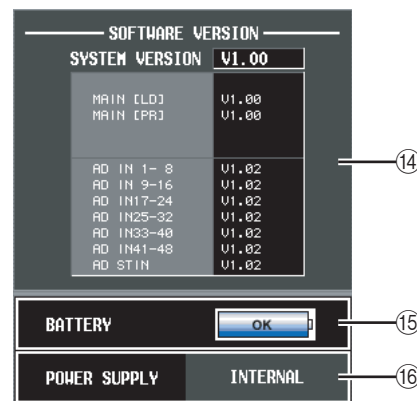 SOFTWARE VERSION
SYSTEM VERSION V1.00
MAIN [LD] V1.00
MAIN [PR] V1.00
AD IN 1- 8 V1.02
AD IN 9-16 V1.02
AD IN17-24 V1.02
AD IN25-32 V1.02
AD IN33-40 V1.02
AD IN41-48 V1.02
AD STIN V1.02
⑭
BATTERY OK ⑮
POWER SUPPLY INTERNAL ⑯